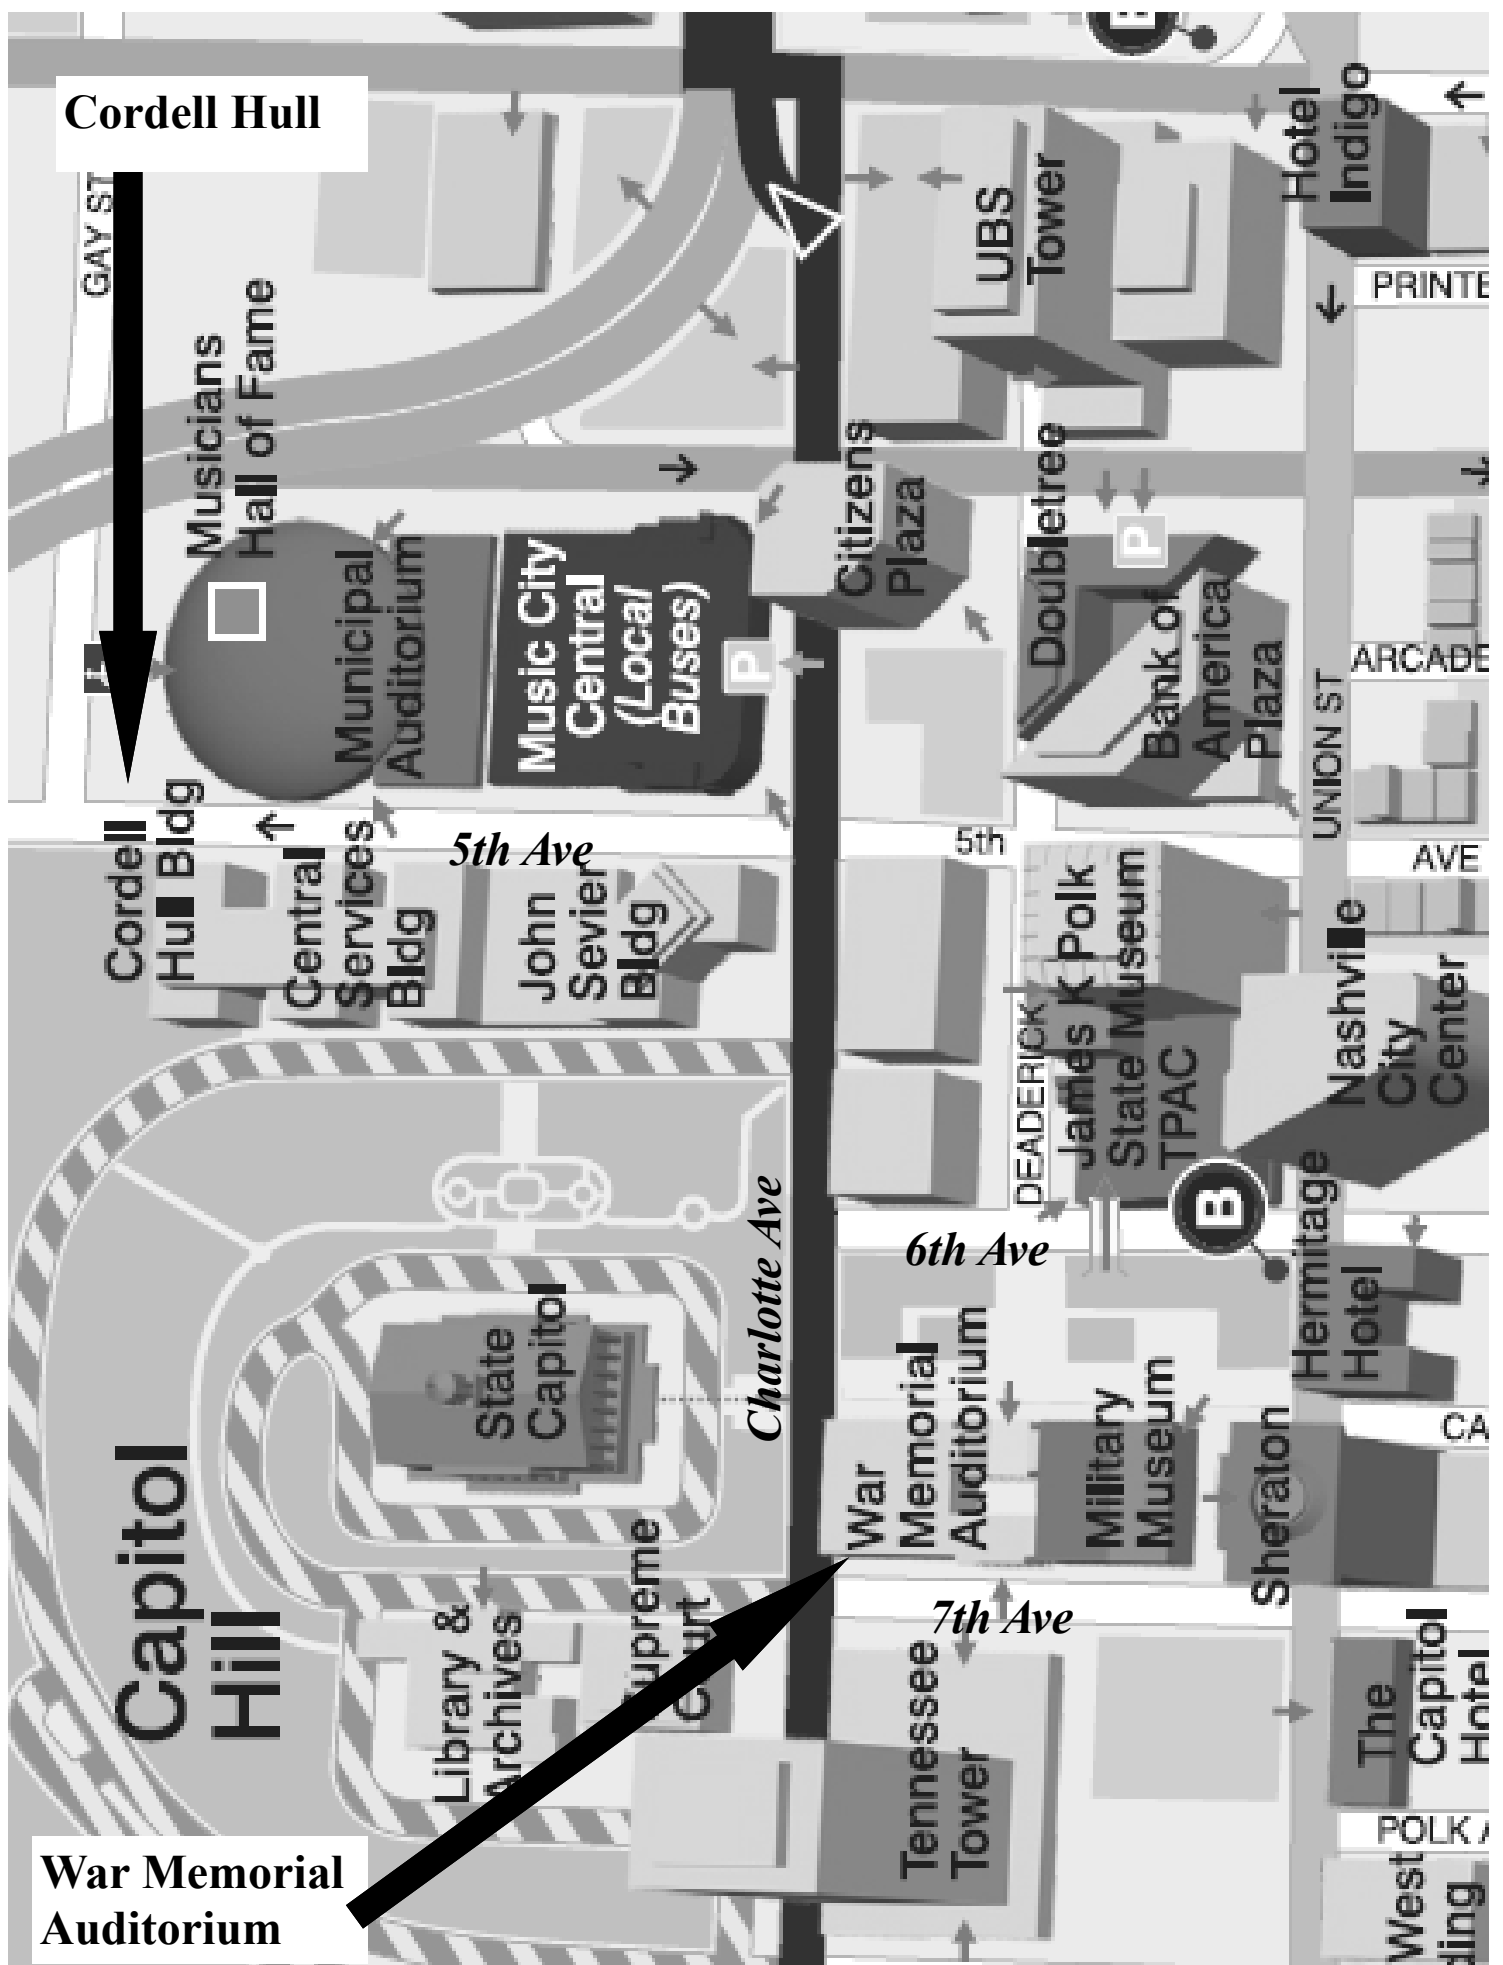 B
Cordell Hull
GAY ST
Hotel
Indigo
UBS
Tower
PRINTE
Musicians
Hall of Fame
Citizens
Plaza
Doubletree
P
Municipal
Auditorium
Music City
Central
(Local
Buses)
P
Bank of
America
Plaza
ARCADE
UNION ST
Cordell
Hull Bldg
Central
Services
Bldg
5th Ave
John
Sevier
Bldg
5th
AVE
James K Polk
State Museum
TPAC
DEADERICK
Nashville
City
Center
B
6th Ave
Charlotte Ave
Hermitage
Hotel
State
Capitol
War
Memorial
Auditorium
Military
Museum
Sheraton
CA
Capitol
Hill
Library &
Archives
7th Ave
Tennessee
Tower
The
Capitol
Hotel
POLK A
West
ding
War Memorial
Auditorium